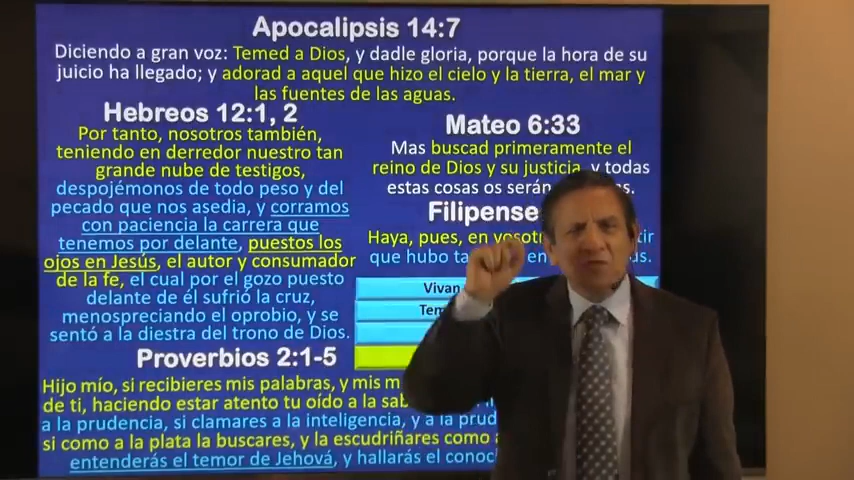 Apocalipsis 14:7
Diciendo a gran voz: Temed a Dios, y dadle gloria, porque la hora de su
juicio ha llegado; y adorad a aquel que hizo el cielo y la tierra, el mar y
las fuentes de las aguas.
Hebreos 12:1, 2
Por tanto, nosotros también,
teniendo en derredor nuestro tan
grande nube de testigos,
despojémonos de todo peso y del
pecado que nos asedia, y corramos
con paciencia la carrera que
tenemos por delante, puestos los
ojos en Jesús, el autor y consumador
de la fe, el cual por el gozo puesto
delante de él sufrió la cruz,
menospreciando el oprobio, y se
sentó a la diestra del trono de Dios.
Mateo 6:33
Mas buscad primeramente el
reino de Dios y su justicia, y todas
estas cosas os serán
Filipense
Haya, pues, en
que hubo
Vivan
Proverbios 2:1-5
Hijo mío, si recibieres mis palabras, y mis m
de ti, haciendo estar atento tu oído a la
a la prudencia, si clamares a la inteligencia, y a la prud
si como a la plata la buscares, y la escudriñares como
entenderás el temor de Jehová, y hallarás el